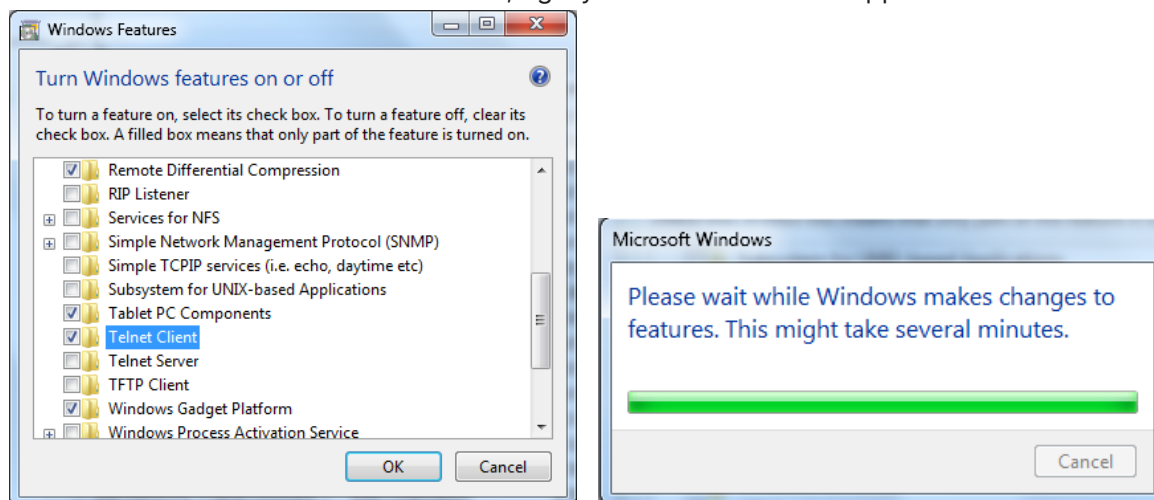 Windows Features
Turn Windows features on or off
To turn a feature on, select its check box. To turn a feature off, clear its
check box. A filled box means that only part of the feature is turned on.
Remote Differential Compression
RIP Listener
Services for NFS
Simple Network Management Protocol (SNMP)
Simple TCPIP services (i.e. echo, daytime etc)
Subsystem for UNIX-based Applications
Tablet PC Components
Telnet Client
Telnet Server
TFTP Client
Windows Gadget Platform
Windows Process Activation Service
OK Cancel
Microsoft Windows
Please wait while Windows makes changes to
features. This might take several minutes.
Cancel